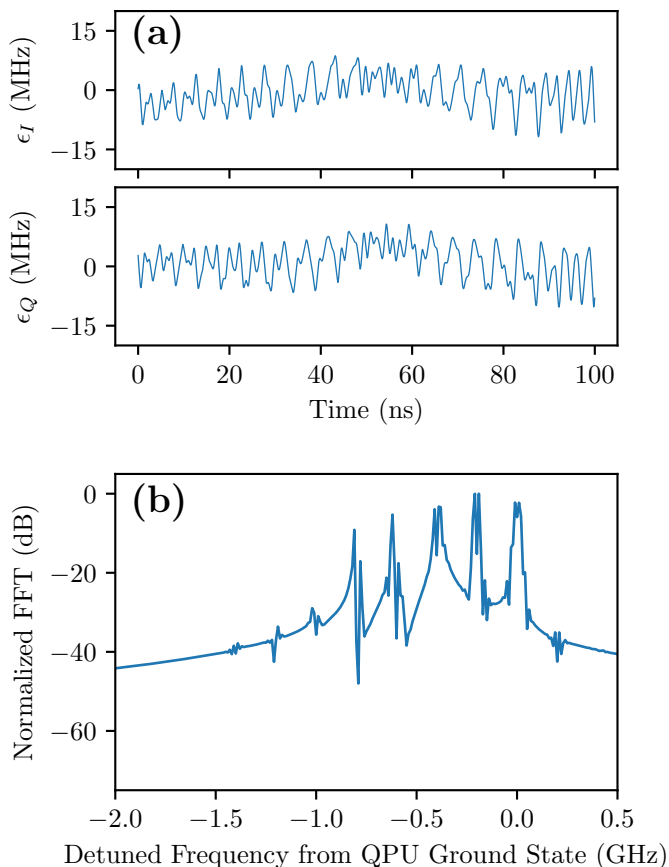 (a)
15
0
−15
ϵ_I (MHz)
15
0
−15
ϵ_Q (MHz)
0 20 40 60 80 100
Time (ns)
(b)
0
−20
−40
−60
Normalized FFT (dB)
−2.0 −1.5 −1.0 −0.5 0.0 0.5
Detuned Frequency from QPU Ground State (GHz)